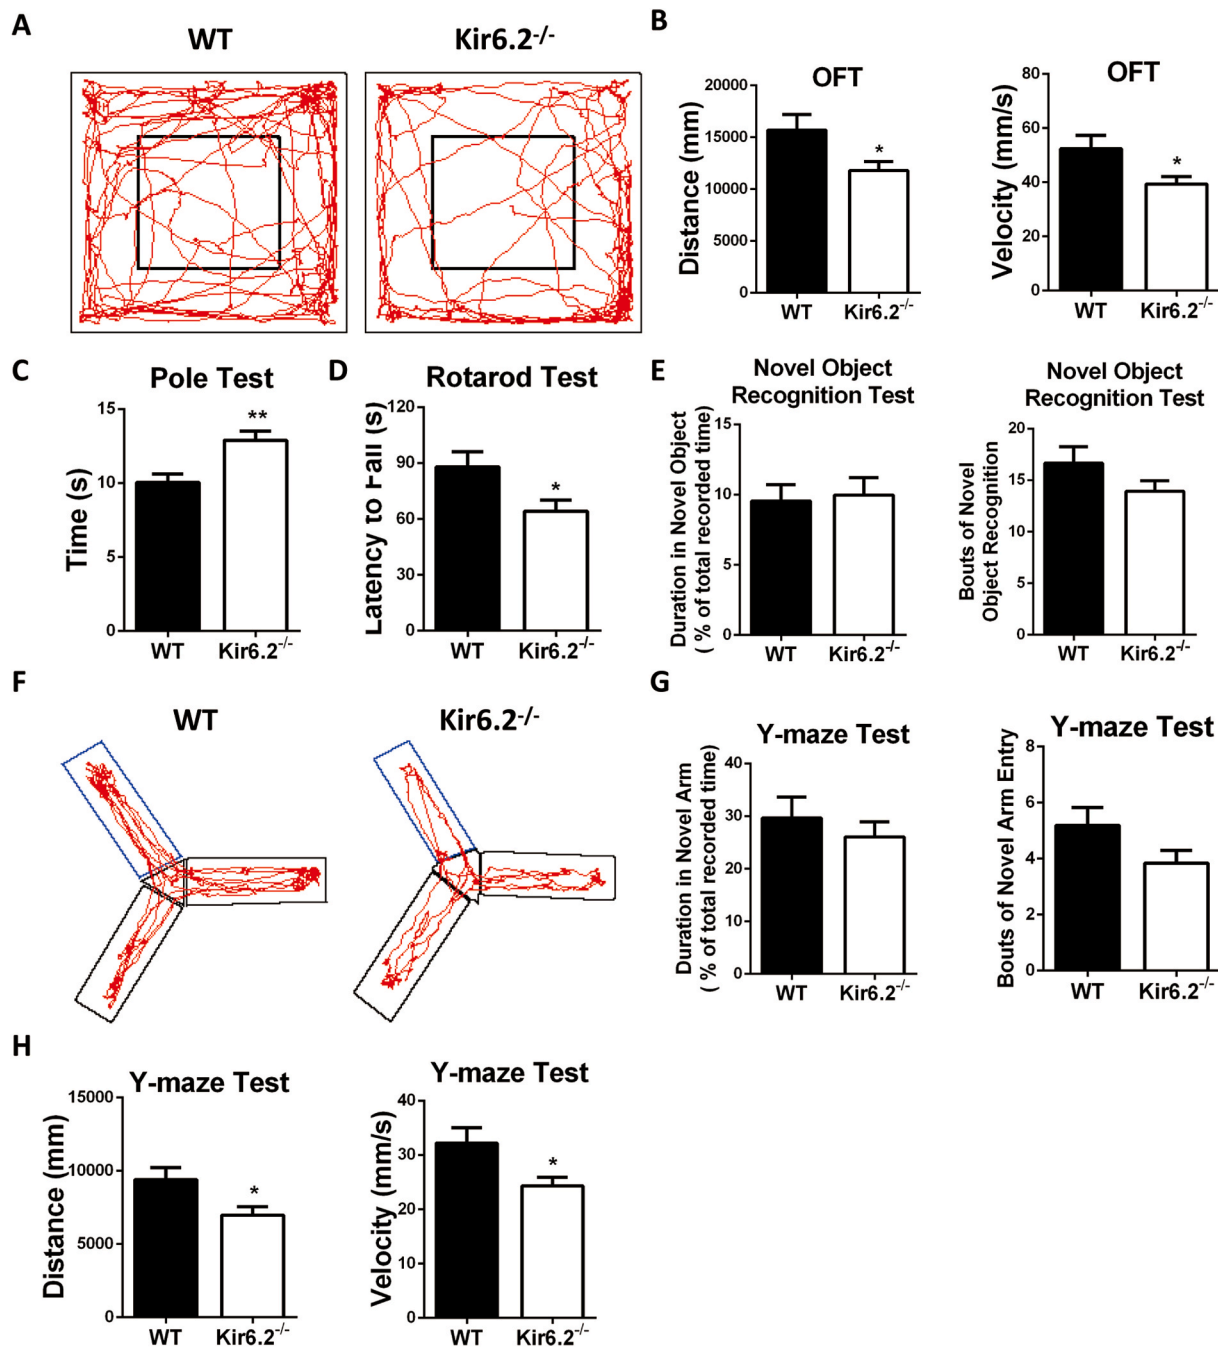 A
WT
Kir6.2-/-
B
OFT
Distance (mm)
20000
15000
10000
5000
0
*
WT
Kir6.2-/-
OFT
Velocity (mm/s)
80
60
40
20
0
*
WT
Kir6.2-/-
C
Pole Test
Time (s)
15
10
5
0
**
WT
Kir6.2-/-
D
Rotarod Test
Latency to Fall (s)
120
90
60
30
0
*
WT
Kir6.2-/-
E
Novel Object
Recognition Test
Duration in Novel Object
( % of total recorded time)
15
10
5
0
WT
Kir6.2-/-
Novel Object
Recognition Test
Bouts of Novel
Object Recognition
20
15
10
5
0
WT
Kir6.2-/-
F
WT
Kir6.2-/-
G
Y-maze Test
Duration in Novel Arm
( % of total recorded time)
40
30
20
10
0
WT
Kir6.2-/-
Y-maze Test
Bouts of Novel Arm Entry
8
6
4
2
0
WT
Kir6.2-/-
H
Y-maze Test
Distance (mm)
15000
10000
5000
0
*
WT
Kir6.2-/-
Y-maze Test
Velocity (mm/s)
40
30
20
10
0
*
WT
Kir6.2-/-